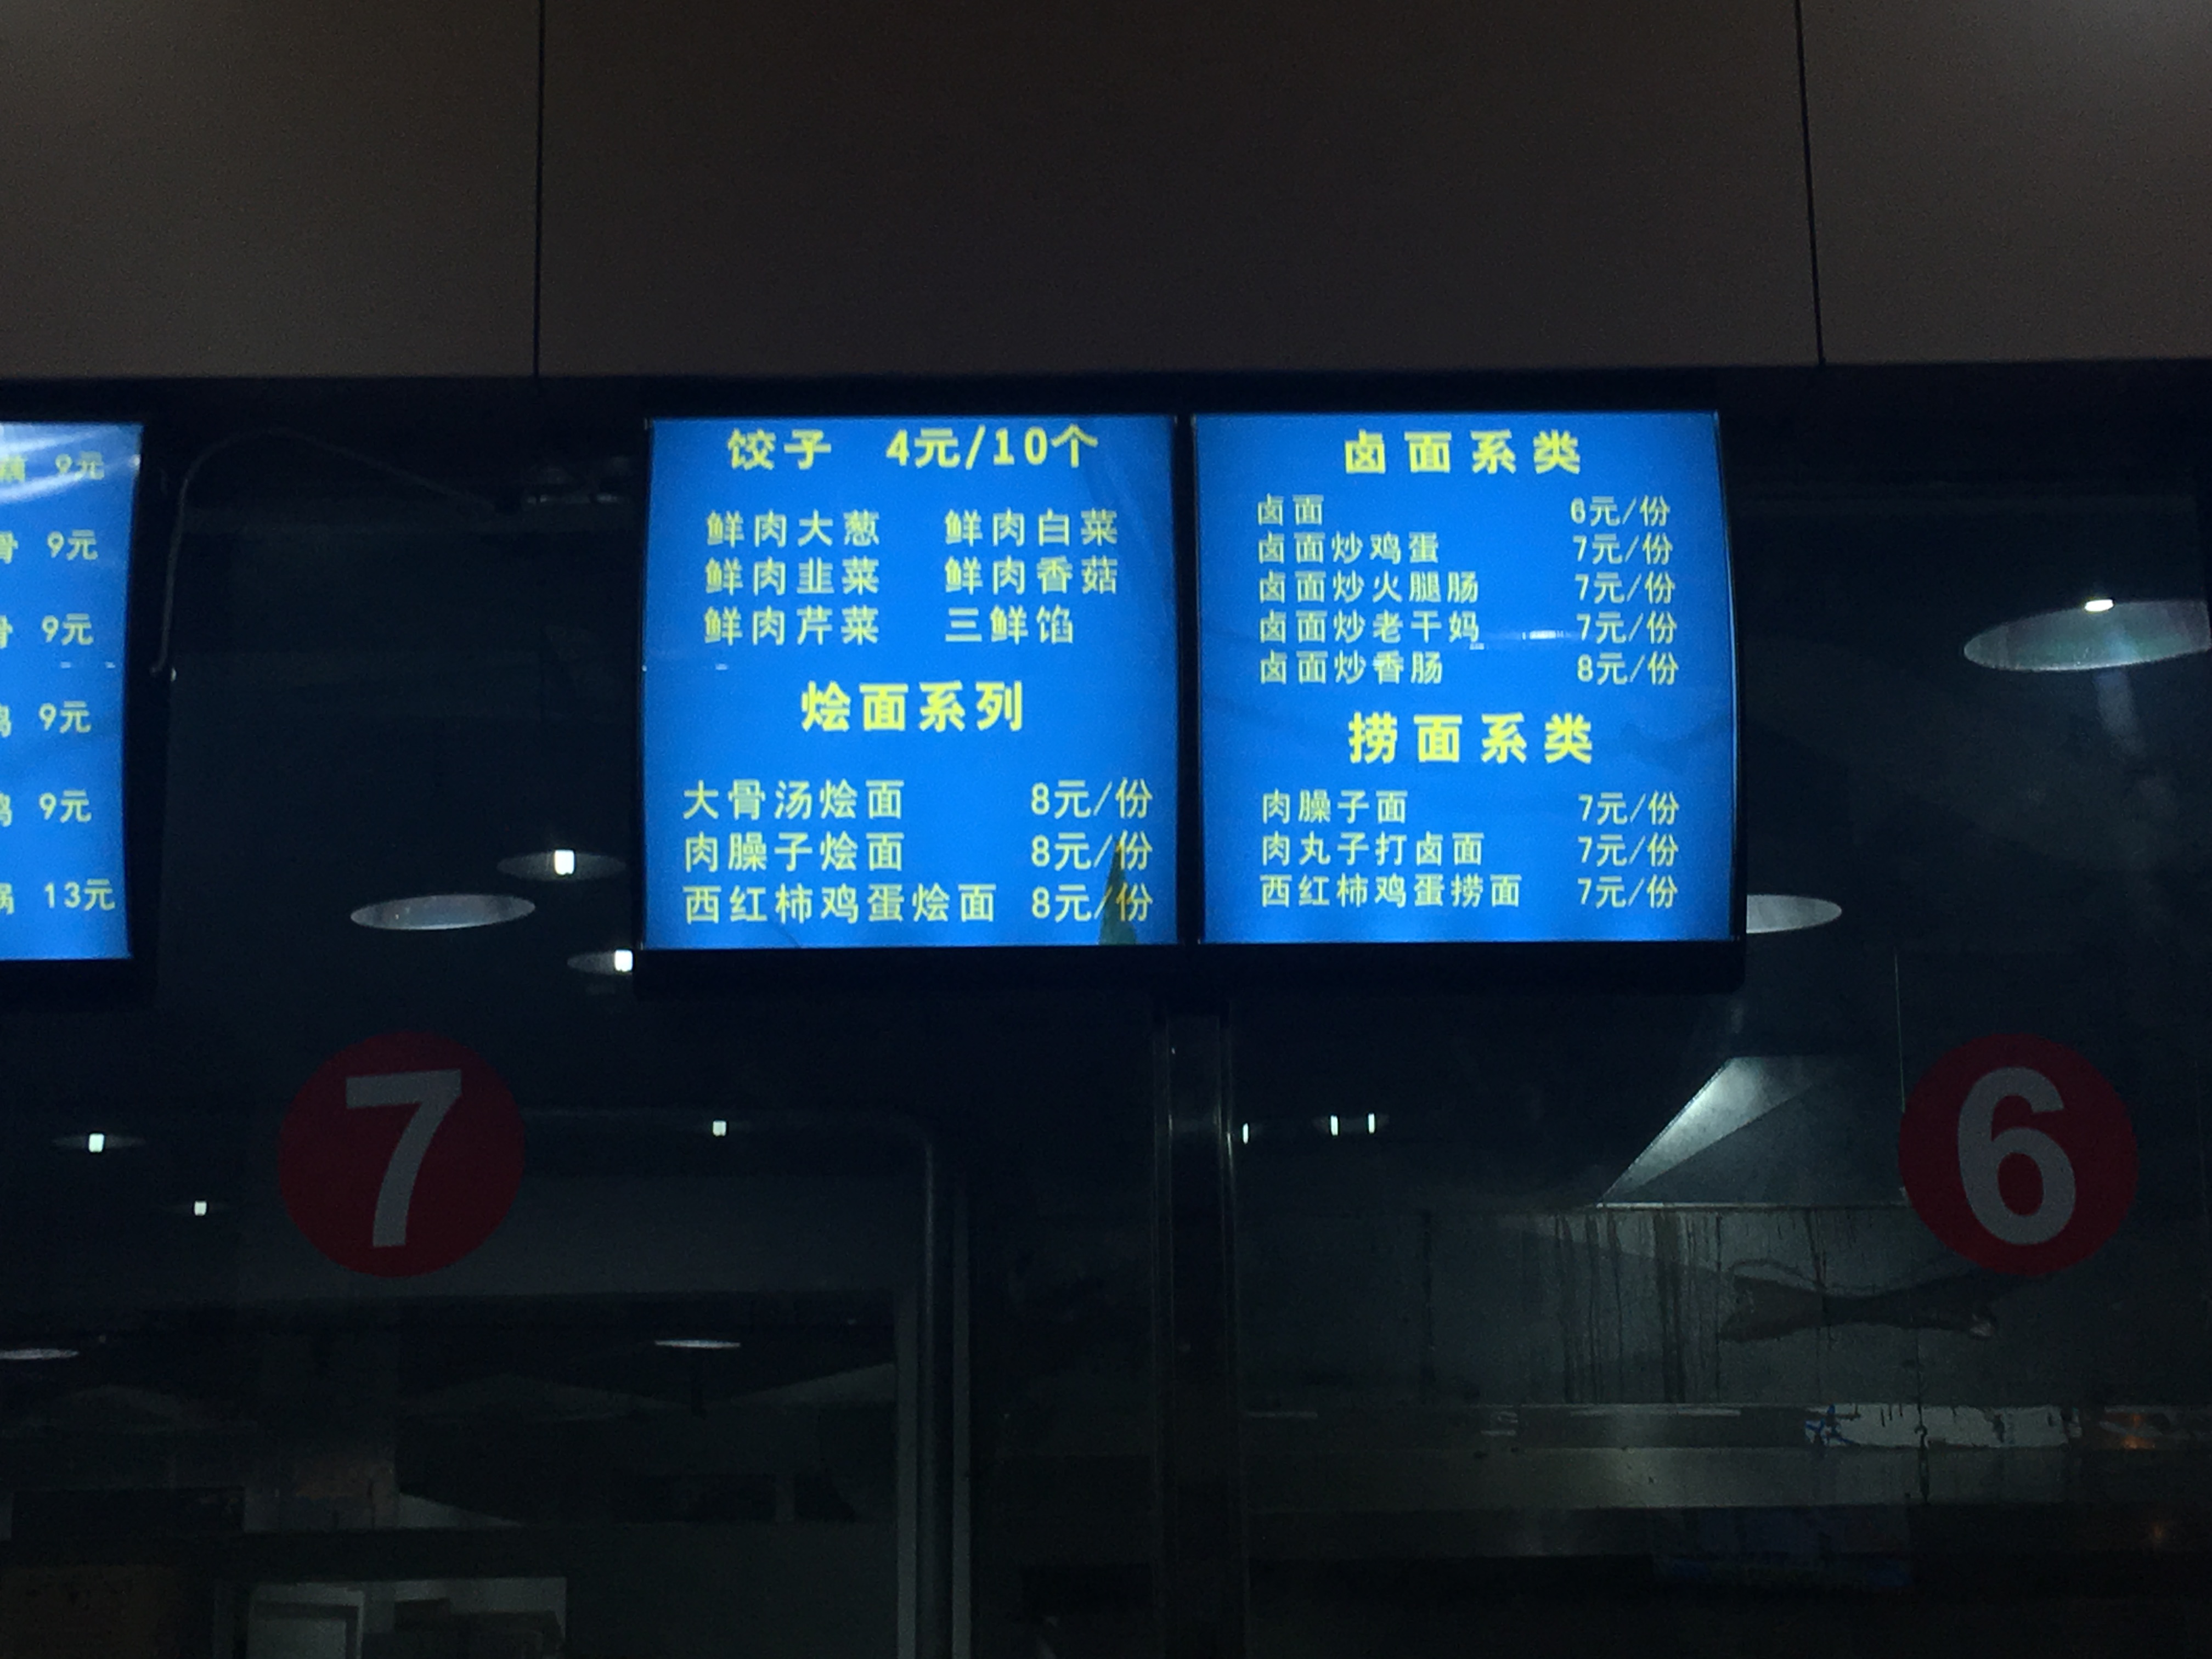 9元
骨 9元
骨 9元
鸡 9元
鸡 9元
锅 13元
饺子 4元/10个
鲜肉大葱 鲜肉白菜
鲜肉韭菜 鲜肉香菇
鲜肉芹菜 三鲜馅
烩面系列
大骨汤烩面 8元/份
肉臊子烩面 8元/份
西红柿鸡蛋烩面 8元/份
卤面系类
卤面 6元/份
卤面炒鸡蛋 7元/份
卤面炒火腿肠 7元/份
卤面炒老干妈 7元/份
卤面炒香肠 8元/份
捞面系类
肉臊子面 7元/份
肉丸子打卤面 7元/份
西红柿鸡蛋捞面 7元/份
7
6